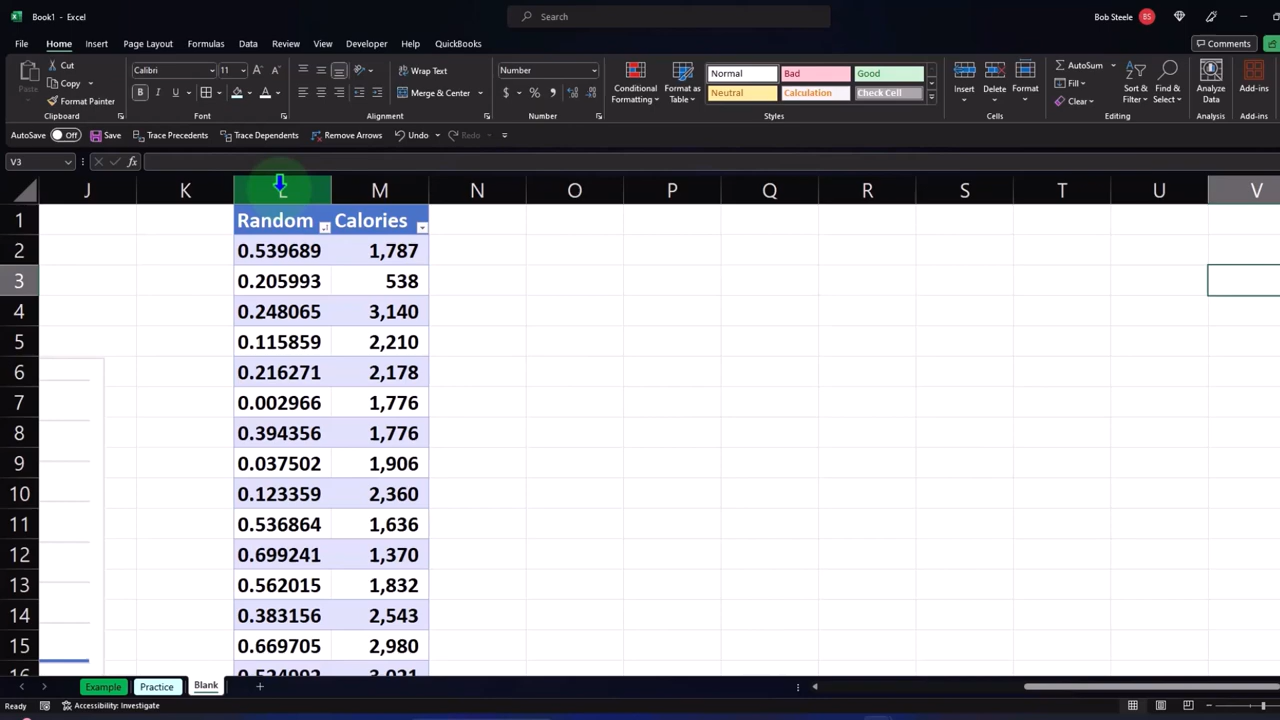 Book1 - Excel
Search
Bob Steele BS
File Home Insert Page Layout Formulas Data Review View Developer Help QuickBooks
Comments
Paste
Cut
Copy
Format Painter
Clipboard
Calibri 11
B I U
Font
Wrap Text
Merge & Center
Alignment
Number
$ % ,
Number
Conditional Formatting
Format as Table
Normal Bad Good
Neutral Calculation Check Cell
Styles
Insert Delete Format
Cells
AutoSum
Fill
Clear
Sort & Filter
Find & Select
Editing
Analyze Data
Analysis
Add-ins
Add-ins
AutoSave Off Save Trace Precedents Undo Trace Dependents Remove Arrows Redo
V3 fx
J K L M N O P Q R S T U V
1 Random Calories
2 0.539689 1,787
3 0.205993 538
4 0.248065 3,140
5 0.115859 2,210
6 0.216271 2,178
7 0.002966 1,776
8 0.394356 1,776
9 0.037502 1,906
10 0.123359 2,360
11 0.536864 1,636
12 0.699241 1,370
13 0.562015 1,832
14 0.383156 2,543
15 0.669705 2,980
16
Example Practice Blank
Ready Accessibility: Investigate